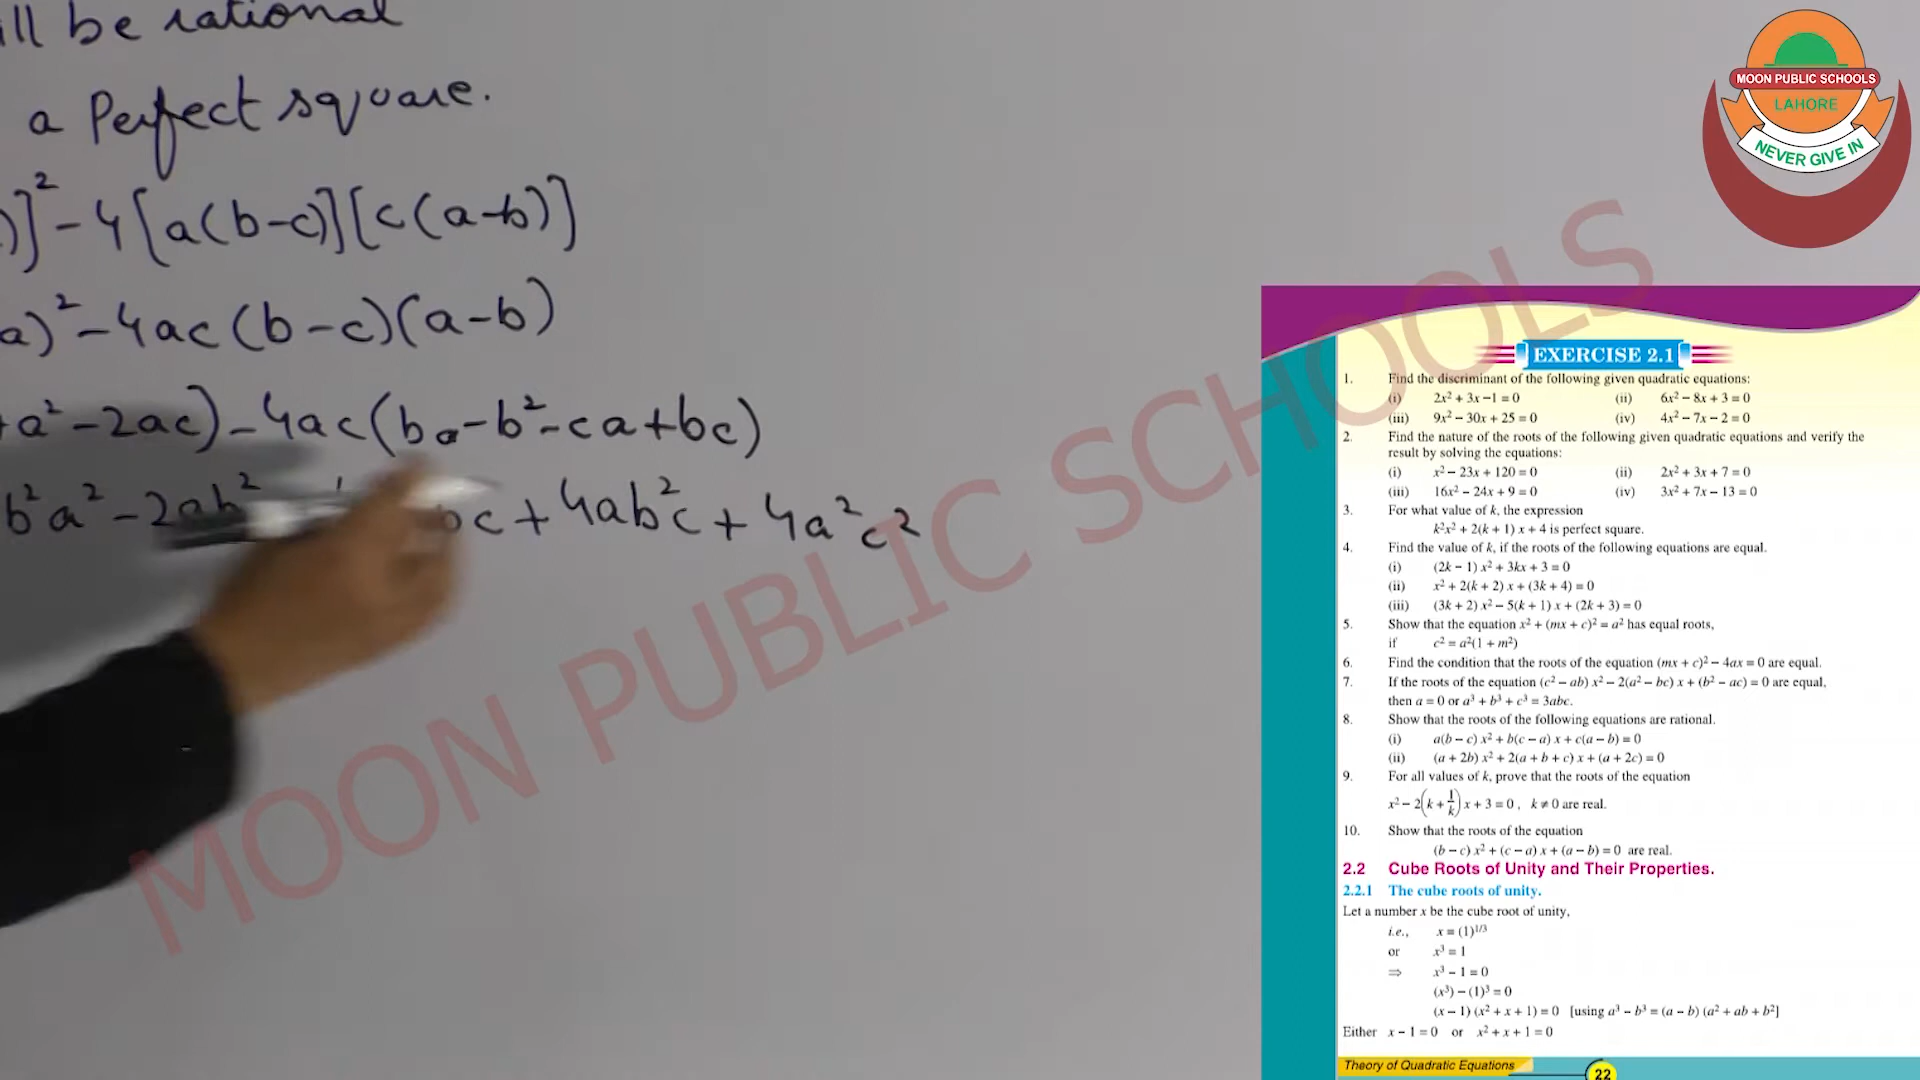 ill be rational
a Perfect square.
)]² - 4[a(b-c)][c(a-b)]
a)² - 4ac(b-c)(a-b)
+a² - 2ac) - 4ac(ba - b² - ca + bc)
b²a² - 2ab² bc + 4ab²c + 4a²c²
MOON PUBLIC SCHOOLS
LAHORE
NEVER GIVE IN
MOON PUBLIC SCHOOLS
EXERCISE 2.1
1. Find the discriminant of the following given quadratic equations:
(i) 2x² + 3x – 1 = 0 (ii) 6x² – 8x + 3 = 0
(iii) 9x² – 30x + 25 = 0 (iv) 4x² – 7x – 2 = 0
2. Find the nature of the roots of the following given quadratic equations and verify the
result by solving the equations:
(i) x² – 23x + 120 = 0 (ii) 2x² + 3x + 7 = 0
(iii) 16x² – 24x + 9 = 0 (iv) 3x² + 7x – 13 = 0
3. For what value of k, the expression
k²x² + 2(k + 1) x + 4 is perfect square.
4. Find the value of k, if the roots of the following equations are equal.
(i) (2k – 1) x² + 3kx + 3 = 0
(ii) x² + 2(k + 2) x + (3k + 4) = 0
(iii) (3k + 2) x² – 5(k + 1) x + (2k + 3) = 0
5. Show that the equation x² + (mx + c)² = a² has equal roots,
if c² = a²(1 + m²)
6. Find the condition that the roots of the equation (mx + c)² – 4ax = 0 are equal.
7. If the roots of the equation (c² – ab) x² – 2(a² – bc) x + (b² – ac) = 0 are equal,
then a = 0 or a³ + b³ + c³ = 3abc.
8. Show that the roots of the following equations are rational.
(i) a(b – c) x² + b(c – a) x + c(a – b) = 0
(ii) (a + 2b) x² + 2(a + b + c) x + (a + 2c) = 0
9. For all values of k, prove that the roots of the equation
x² – 2(k + 1/k) x + 3 = 0 , k ≠ 0 are real.
10. Show that the roots of the equation
(b – c) x² + (c – a) x + (a – b) = 0 are real.
2.2 Cube Roots of Unity and Their Properties.
2.2.1 The cube roots of unity.
Let a number x be the cube root of unity,
i.e., x = (1)^1/3
or x³ = 1
⇒ x³ – 1 = 0
(x³) – (1)³ = 0
(x – 1) (x² + x + 1) = 0 [using a³ – b³ = (a – b) (a² + ab + b²]
Either x – 1 = 0 or x² + x + 1 = 0
Theory of Quadratic Equations 22